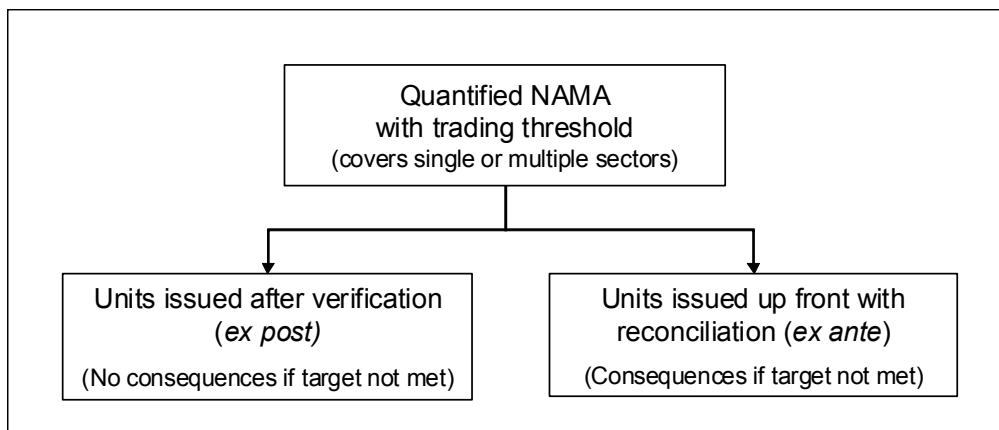 Quantified NAMA
with trading threshold
(covers single or multiple sectors)
Units issued after verification
(ex post)
(No consequences if target not met)
Units issued up front with
reconciliation (ex ante)
(Consequences if target not met)